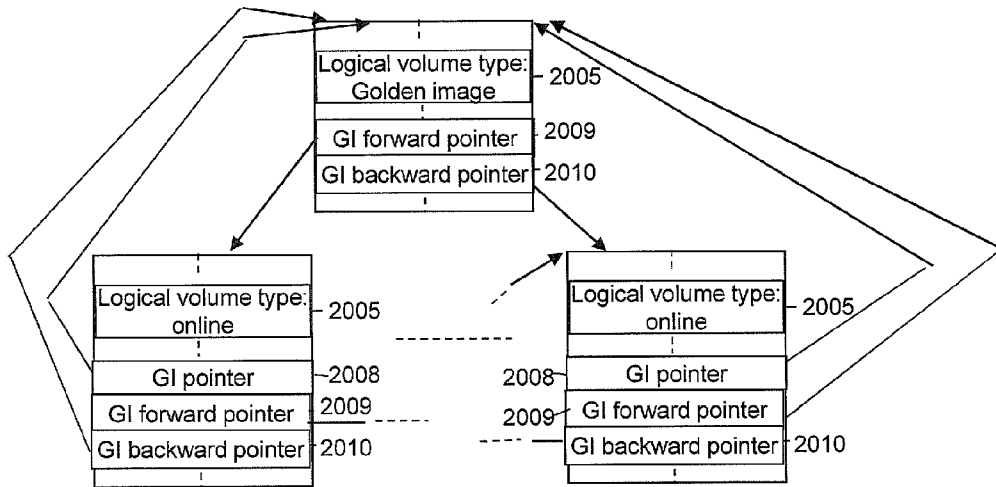 Logical volume type:
Golden image
2005
GI forward pointer
2009
GI backward pointer
2010
Logical volume type:
online
2005
GI pointer
2008
GI forward pointer
2009
GI backward pointer
2010
Logical volume type:
online
2005
2008
GI pointer
2009
GI forward pointer
GI backward pointer
2010